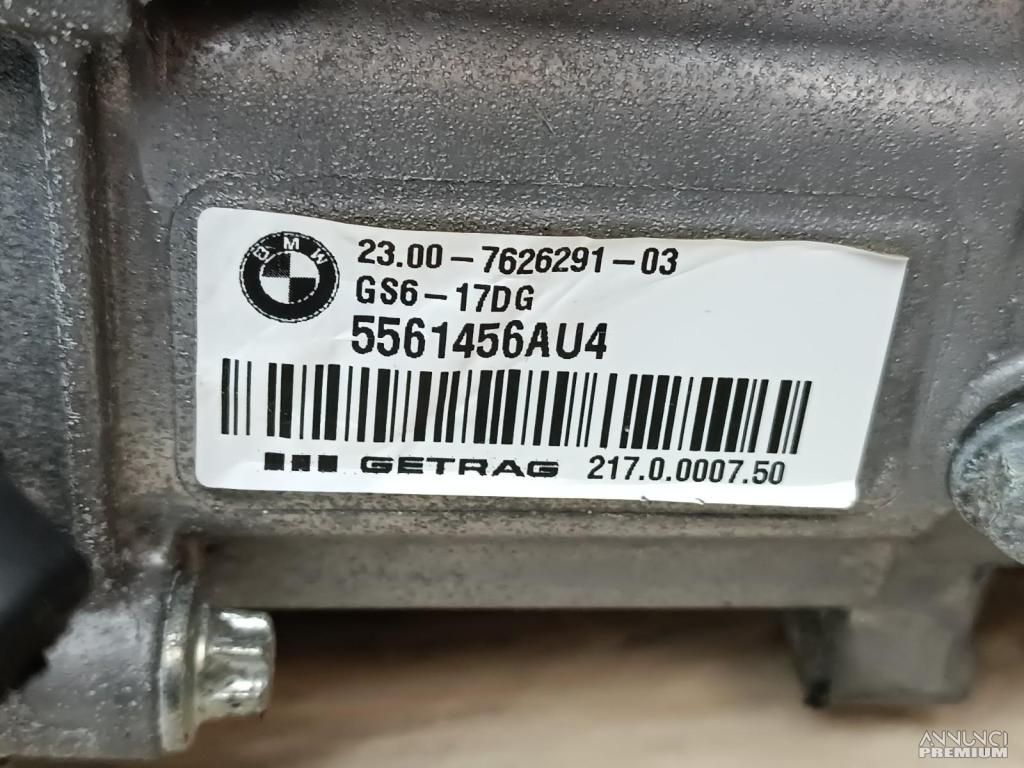 BMW
23.00-7626291-03
GS6-17DG
5561456AU4
GETRAG 217.0.0007.50
ANNUNCI
PREMIUM